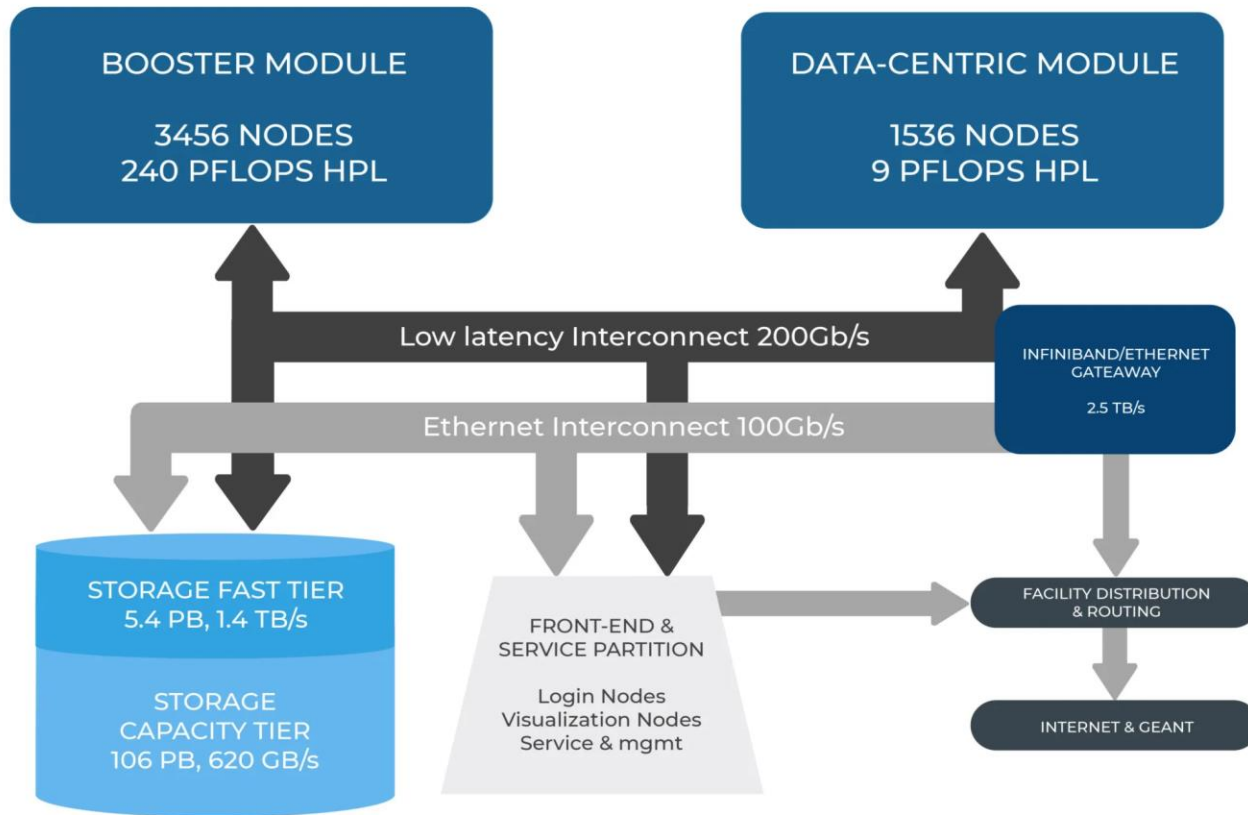 BOOSTER MODULE
3456 NODES
240 PFLOPS HPL
DATA-CENTRIC MODULE
1536 NODES
9 PFLOPS HPL
Low latency Interconnect 200Gb/s
INFINIBAND/ETHERNET
GATEAWAY
2.5 TB/s
Ethernet Interconnect 100Gb/s
STORAGE FAST TIER
5.4 PB, 1.4 TB/s
STORAGE
CAPACITY TIER
106 PB, 620 GB/s
FRONT-END &
SERVICE PARTITION
Login Nodes
Visualization Nodes
Service & mgmt
FACILITY DISTRIBUTION
& ROUTING
INTERNET & GEANT